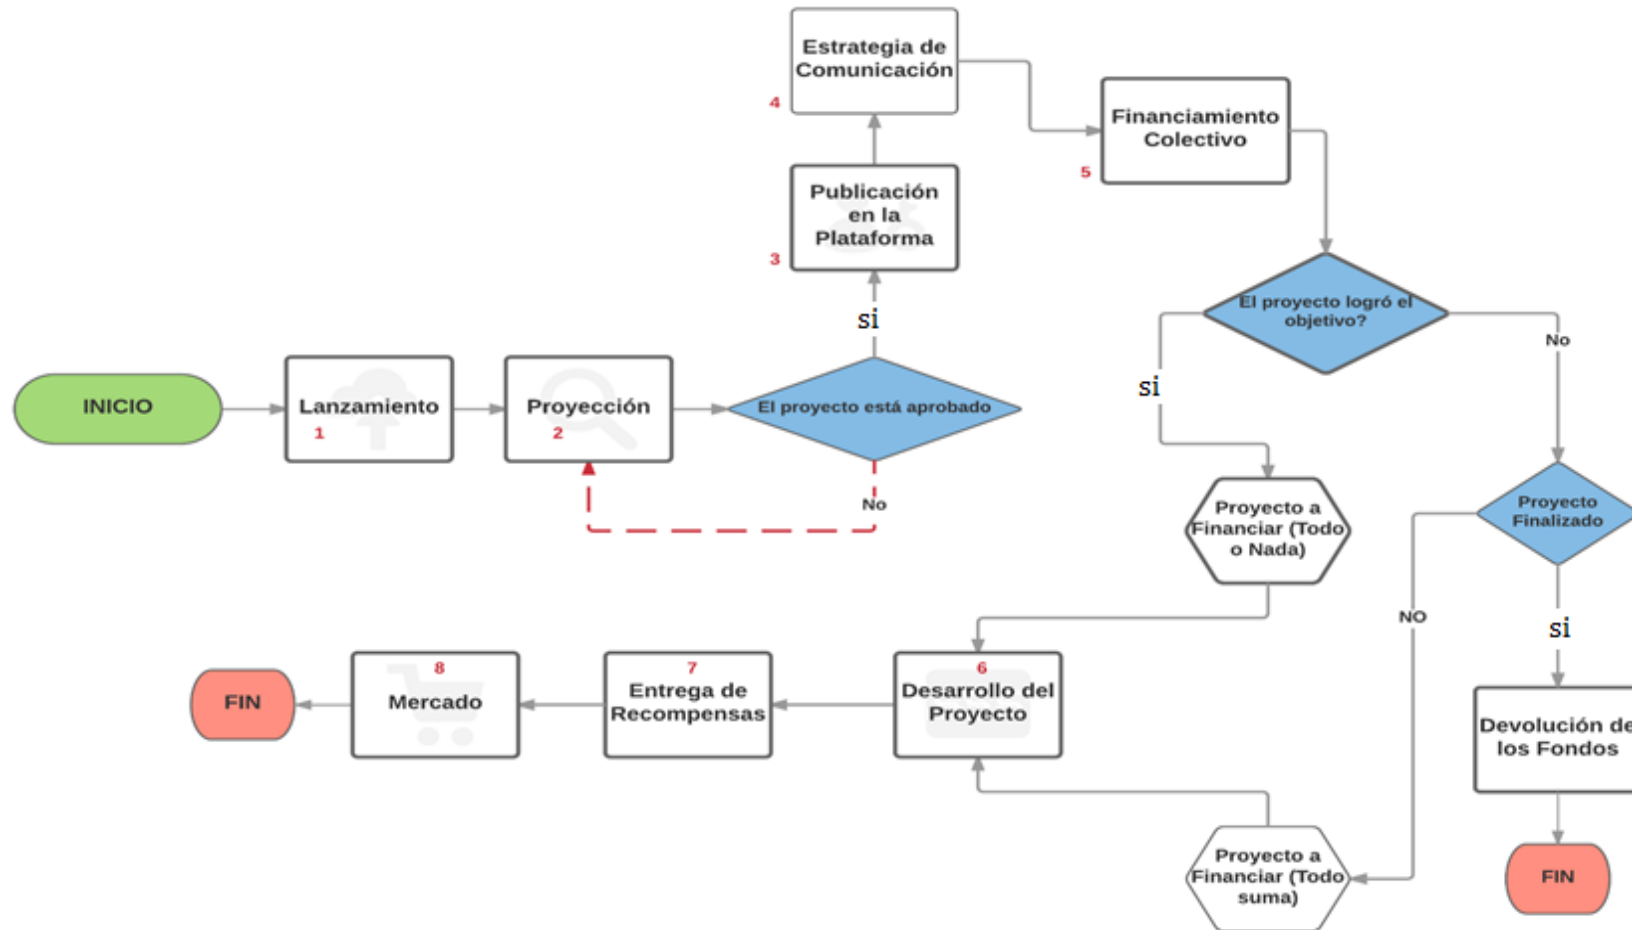 Estrategia de
Comunicación
4
Financiamiento
Colectivo
5
Publicación
en la
Plataforma
3
si
El proyecto logró el
objetivo?
No
si
INICIO
Lanzamiento
1
Proyección
2
El proyecto está aprobado
No
Proyecto a
Financiar (Todo
o Nada)
Proyecto
Finalizado
NO
si
FIN
8
Mercado
7
Entrega de
Recompensas
6
Desarrollo del
Proyecto
Devolución de
los Fondos
Proyecto a
Financiar (Todo
suma)
FIN